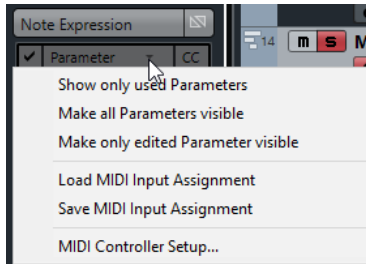 Note Expression
Parameter CC
14 m S M
Show only used Parameters
Make all Parameters visible
Make only edited Parameter visible
Load MIDI Input Assignment
Save MIDI Input Assignment
MIDI Controller Setup...